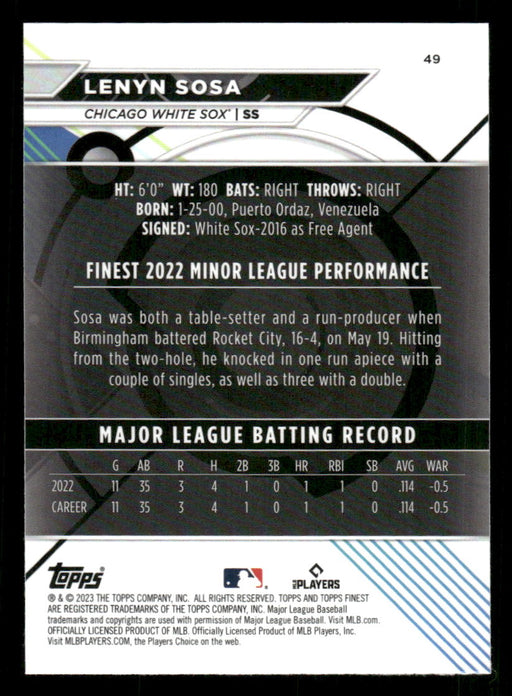 49
LENYN SOSA
CHICAGO WHITE SOX® | SS
HT: 6'0" WT: 180 BATS: RIGHT THROWS: RIGHT
BORN: 1-25-00, Puerto Ordaz, Venezuela
SIGNED: White Sox-2016 as Free Agent
FINEST 2022 MINOR LEAGUE PERFORMANCE
Sosa was both a table-setter and a run-producer when
Birmingham battered Rocket City, 16-4, on May 19. Hitting
from the two-hole, he knocked in one run apiece with a
couple of singles, as well as three with a double.
MAJOR LEAGUE BATTING RECORD
G AB R H 2B 3B HR RBI SB AVG WAR
2022 11 35 3 4 1 0 1 1 0 .114 -0.5
CAREER 11 35 3 4 1 0 1 1 0 .114 -0.5
topps
PLAYERS
® & © 2023 THE TOPPS COMPANY, INC. ALL RIGHTS RESERVED. TOPPS AND TOPPS FINEST
ARE REGISTERED TRADEMARKS OF THE TOPPS COMPANY, INC. Major League Baseball
trademarks and copyrights are used with permission of Major League Baseball. Visit MLB.com.
OFFICIALLY LICENSED PRODUCT OF MLB. Officially Licensed Product of MLB Players, Inc.
Visit MLBPLAYERS.COM, the Players Choice on the web.